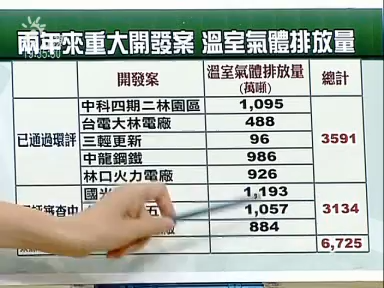 兩年來重大開發案 溫室氣體排放量
開發案 溫室氣體排放量 (萬噸) 總計
已通過環評
中科四期二林園區 1,095
台電大林電廠 488
三輕更新 96
中龍鋼鐵 986
林口火力電廠 926
3591
審查中
國光 1,193
五 1,057
884
3134
6,725